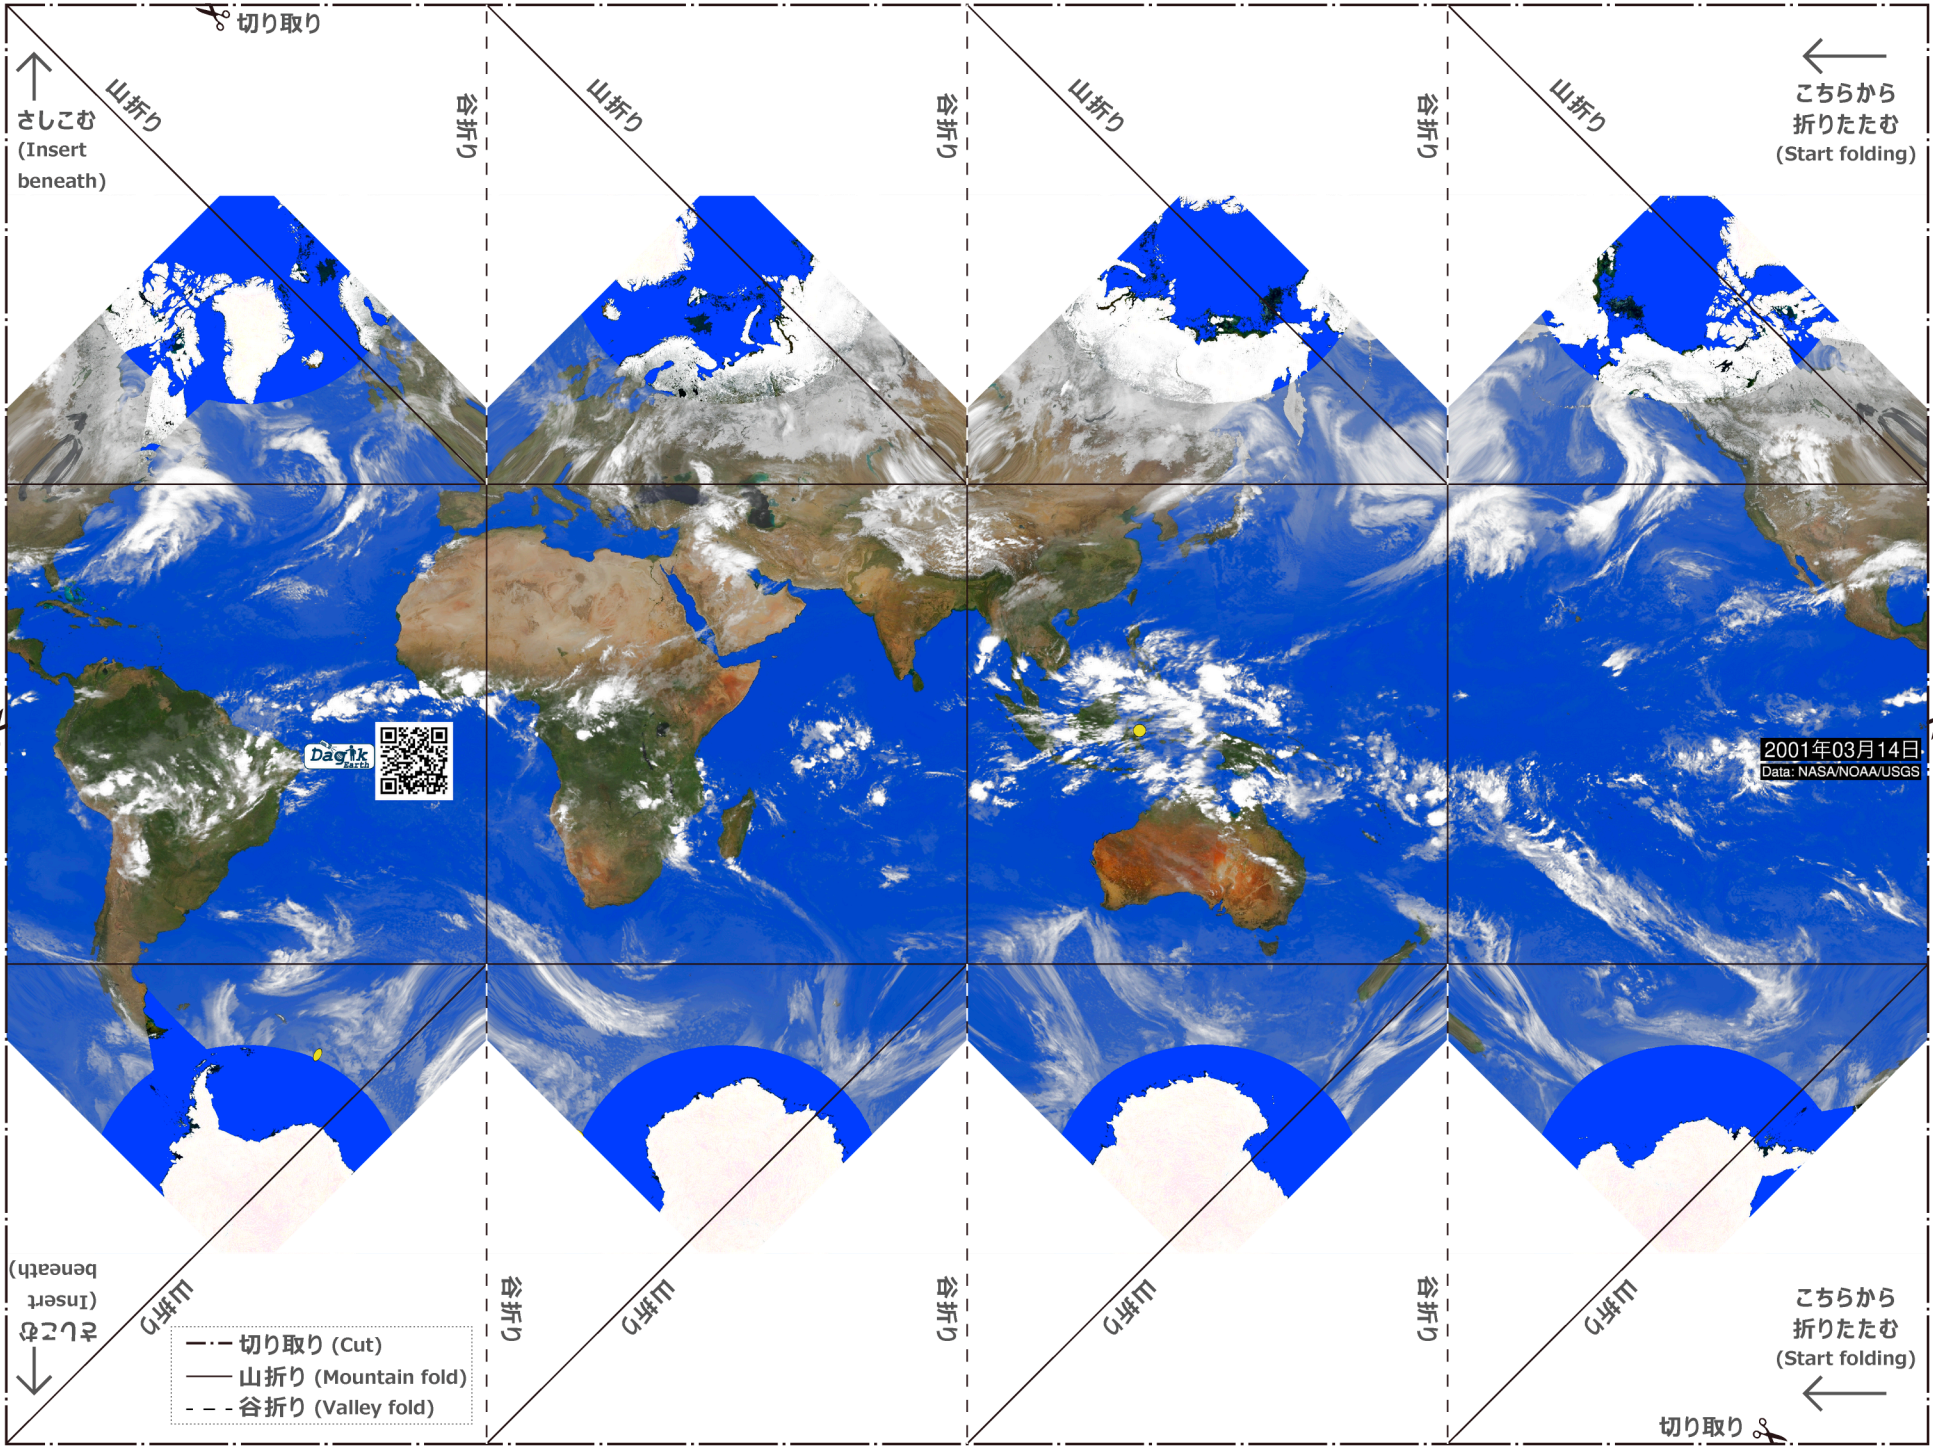 切り取り
山折り
谷折り
山折り
谷折り
山折り
谷折り
山折り
さしこむ
(Insert
beneath)
こちらから
折りたたむ
(Start folding)
Dagik
Earth
2001年03月14日
Data: NASA/NOAA/USGS
さしこむ
(Insert
beneath)
山折り
谷折り
山折り
谷折り
山折り
谷折り
山折り
切り取り (Cut)
山折り (Mountain fold)
谷折り (Valley fold)
こちらから
折りたたむ
(Start folding)
切り取り